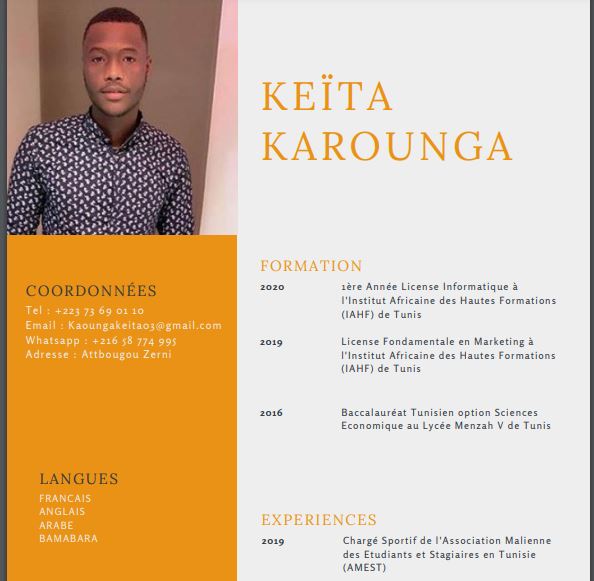 KEÏTA
KAROUNGA
COORDONNÉES
Tel : +223 73 69 01 10
Email : Kaoungakeita03@gmail.com
Whatsapp : +216 58 774 995
Adresse : Attbougou Zerni
LANGUES
FRANCAIS
ANGLAIS
ARABE
BAMABARA
FORMATION
2020
1ère Année License Informatique à
l'Institut Africaine des Hautes Formations
(IAHF) de Tunis
2019
License Fondamentale en Marketing à
l'Institut Africaine des Hautes Formations
(IAHF) de Tunis
2016
Baccalauréat Tunisien option Sciences
Economique au Lycée Menzah V de Tunis
EXPERIENCES
2019
Chargé Sportif de l'Association Malienne
des Etudiants et Stagiaires en Tunisie
(AMEST)